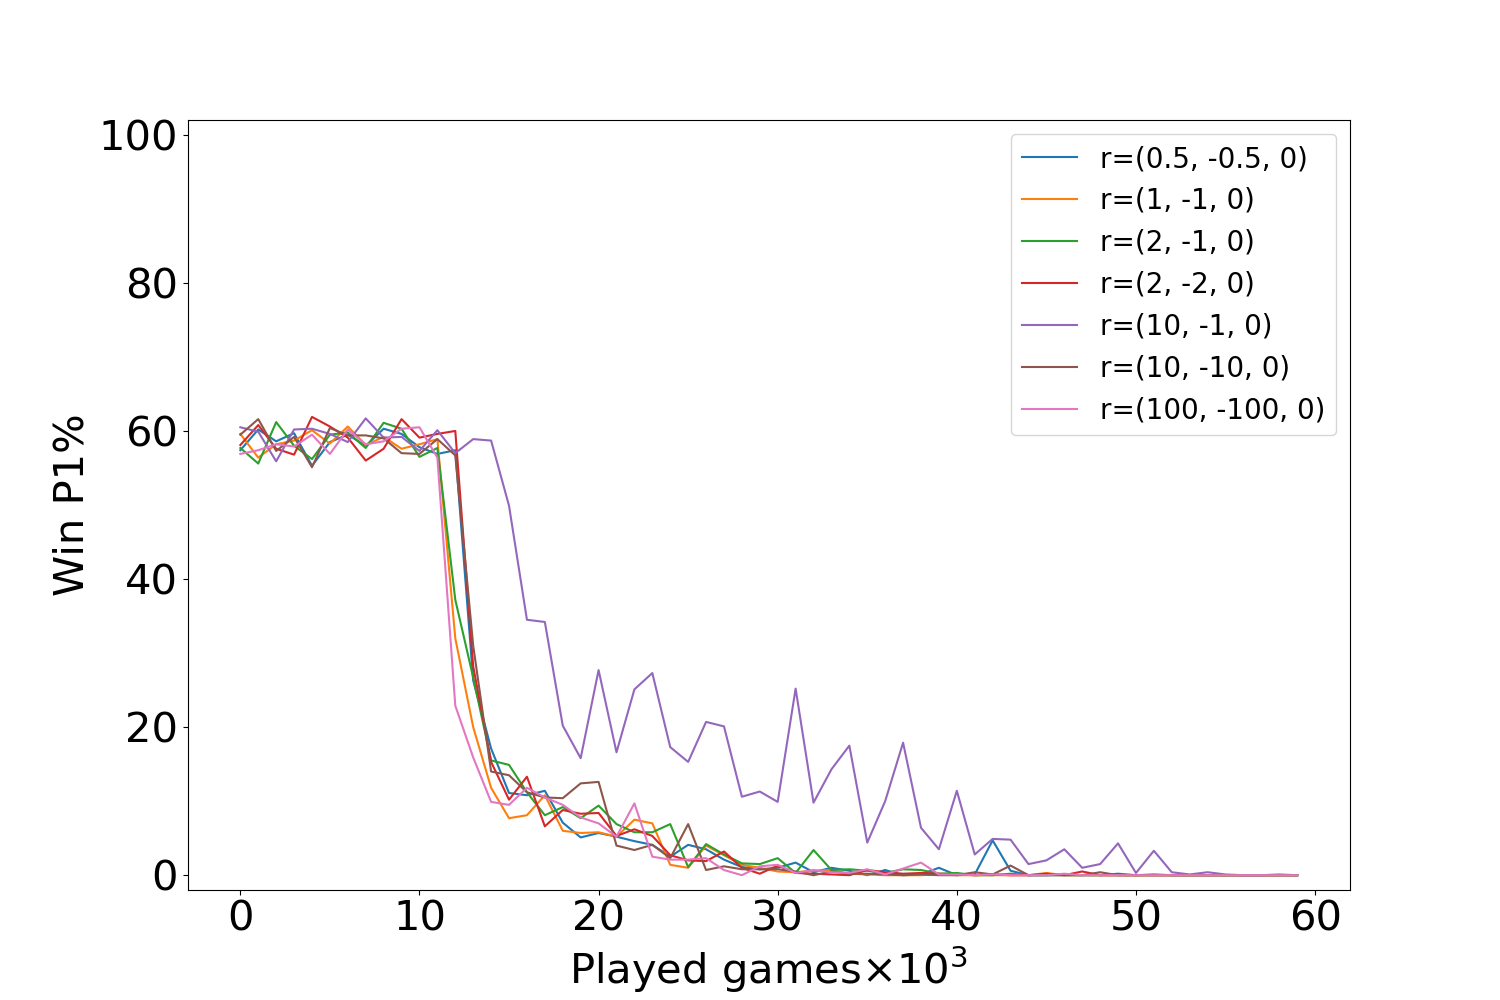 100
80
60
40
20
0
Win P1%
r=(0.5, -0.5, 0)
r=(1, -1, 0)
r=(2, -1, 0)
r=(2, -2, 0)
r=(10, -1, 0)
r=(10, -10, 0)
r=(100, -100, 0)
0 10 20 30 40 50 60
Played games×10³